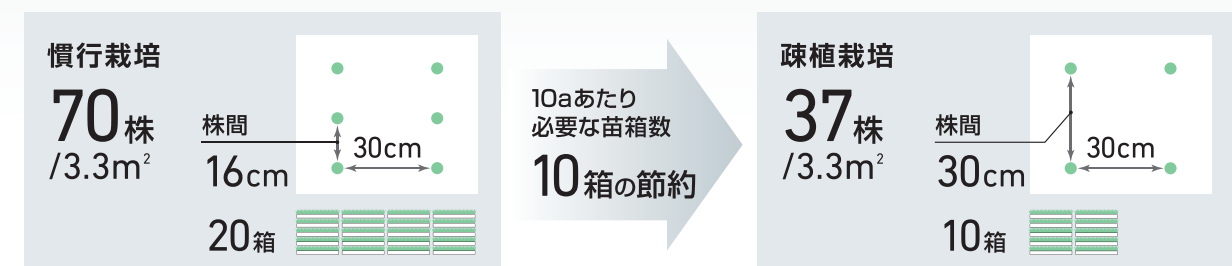 慣行栽培
70株
/3.3m²
株間
16cm
30cm
20箱
10aあたり
必要な苗箱数
10箱の節約
疎植栽培
37株
/3.3m²
株間
30cm
30cm
10箱